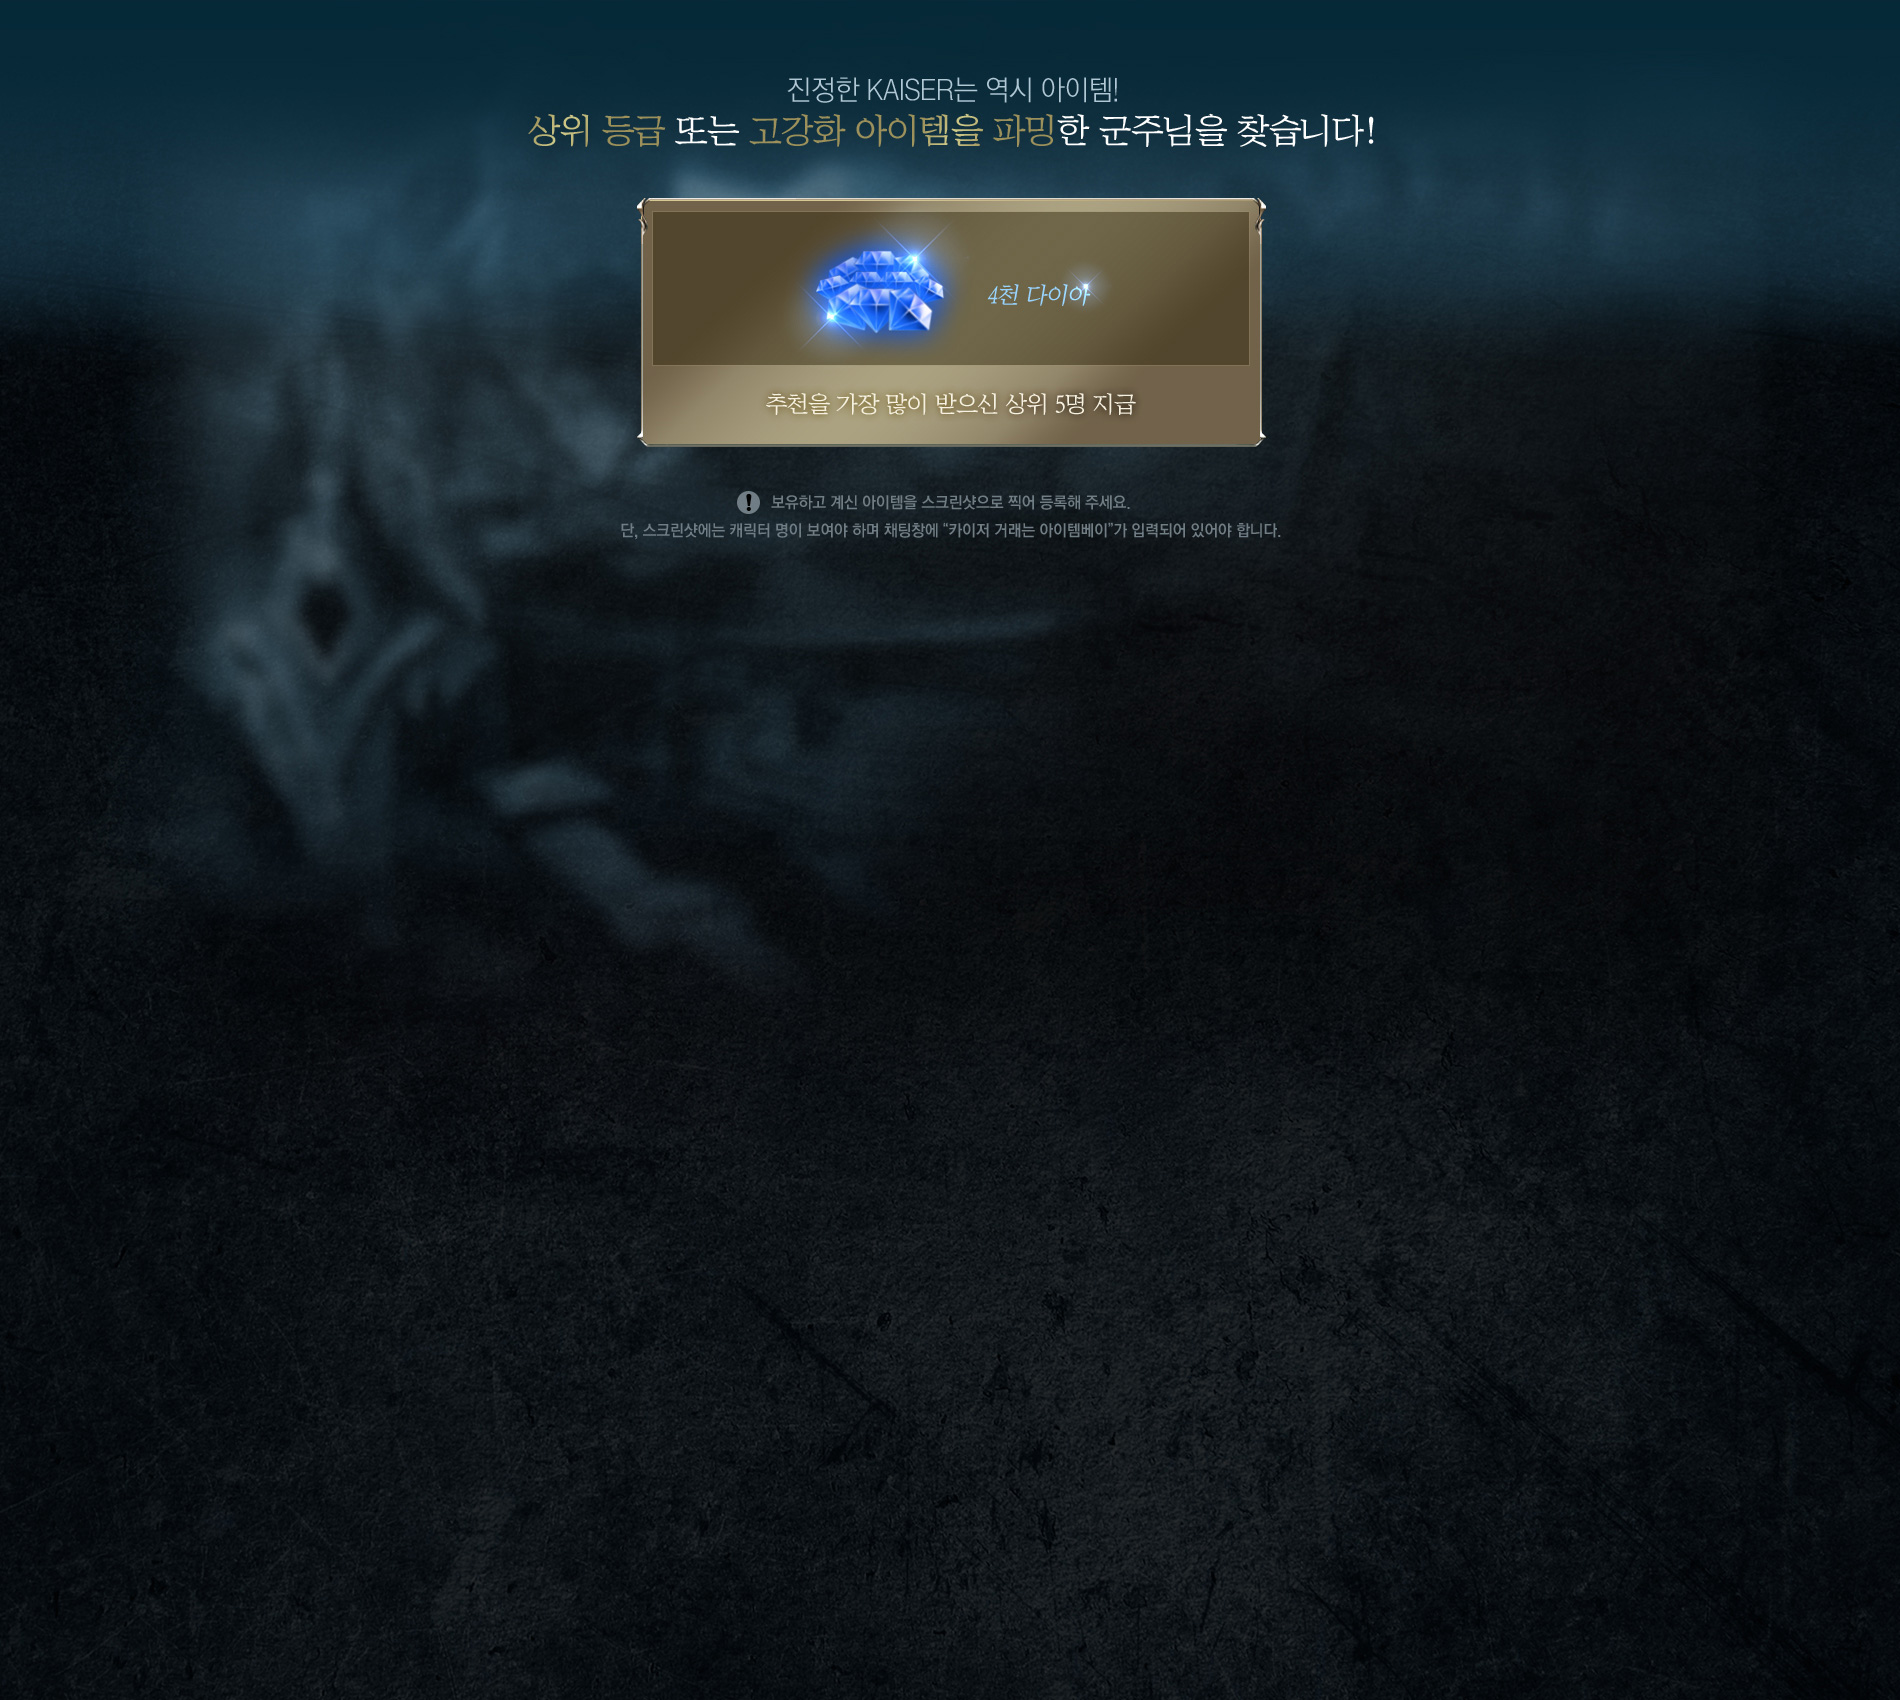 진정한 KAISER는 역시 아이템!
상위 등급 또는 고강화 아이템을 파밍한 군주님을 찾습니다!
4천 다이아
추천을 가장 많이 받으신 상위 5명 지급
보유하고 계신 아이템을 스크린샷으로 찍어 등록해 주세요.
단, 스크린샷에는 캐릭터 명이 보여야 하며 채팅창에 “카이저 거래는 아이템베이”가 입력되어 있어야 합니다.